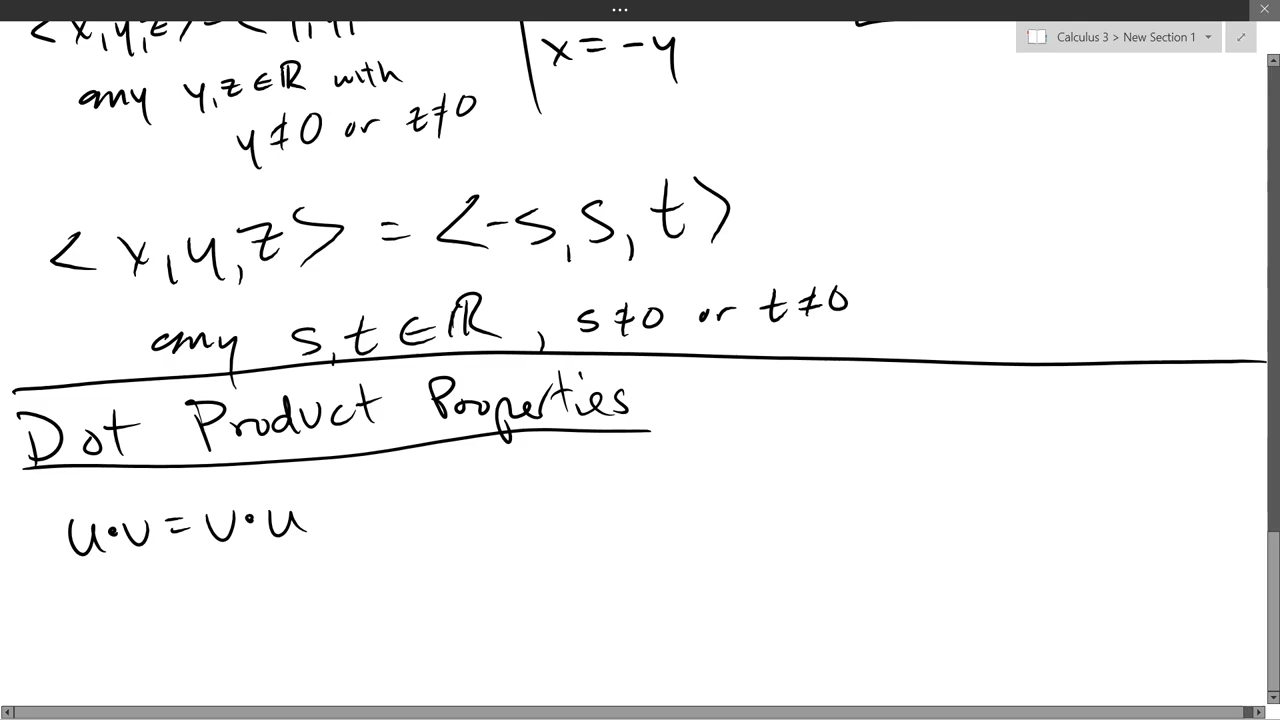 Calculus 3 > New Section 1
x = -y
any y,z ∈ ℝ with
y ≠ 0 or z ≠ 0
<x,y,z> = <-s,s,t>
any s,t ∈ ℝ, s ≠ 0 or t ≠ 0
Dot Product Properties
u•v = v•u